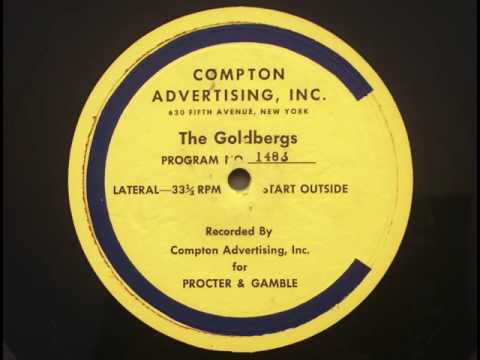 COMPTON
ADVERTISING, INC.
630 FIFTH AVENUE, NEW YORK
The Goldbergs
PROGRAM NO. 1483
LATERAL—33⅓ RPM START OUTSIDE
Recorded By
Compton Advertising, Inc.
for
PROCTER & GAMBLE